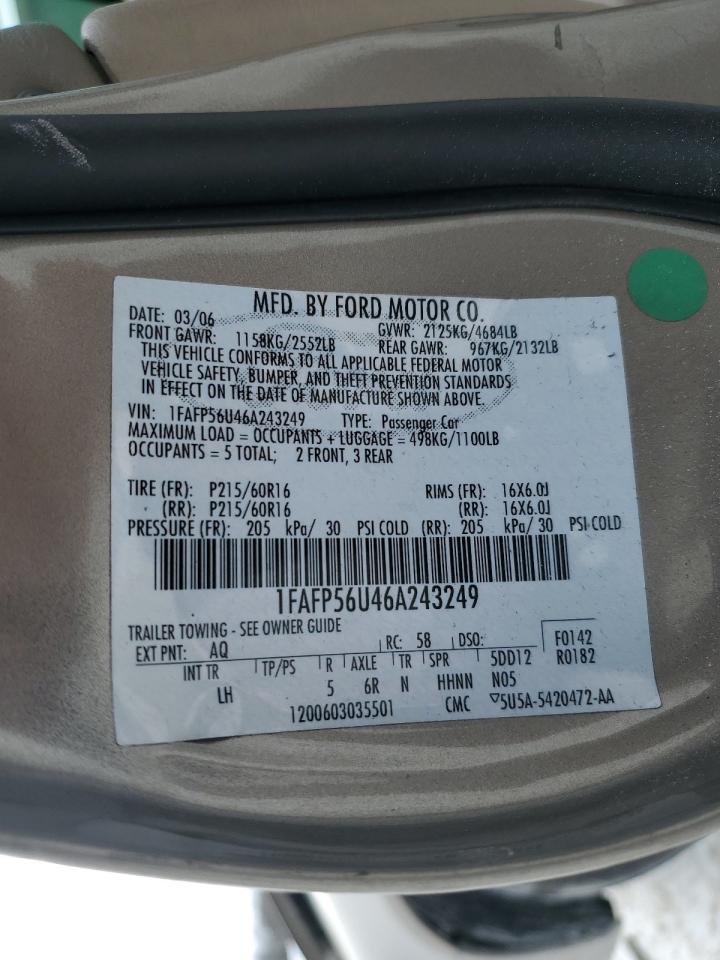 MFD. BY FORD MOTOR CO.
DATE: 03/06 GVWR: 2125KG/4684LB
FRONT GAWR: 1158KG/2552LB REAR GAWR: 967KG/2132LB
THIS VEHICLE CONFORMS TO ALL APPLICABLE FEDERAL MOTOR
VEHICLE SAFETY, BUMPER, AND THEFT PREVENTION STANDARDS
IN EFFECT ON THE DATE OF MANUFACTURE SHOWN ABOVE.
VIN: 1FAFP56U46A243249 TYPE: Passenger Car
MAXIMUM LOAD = OCCUPANTS + LUGGAGE = 498KG/1100LB
OCCUPANTS = 5 TOTAL; 2 FRONT, 3 REAR
TIRE (FR): P215/60R16 RIMS (FR): 16X6.0J
(RR): P215/60R16 (RR): 16X6.0J
PRESSURE (FR): 205 kPa/ 30 PSI COLD (RR): 205 kPa/ 30 PSI COLD
1FAFP56U46A243249
TRAILER TOWING - SEE OWNER GUIDE
EXT PNT: AQ RC: 58 DSO: F0142
INT TR TP/PS R AXLE TR SPR 5DD12 R0182
LH 5 6R N HHNN N05
1200603035501 CMC ▽5U5A-5420472-AA